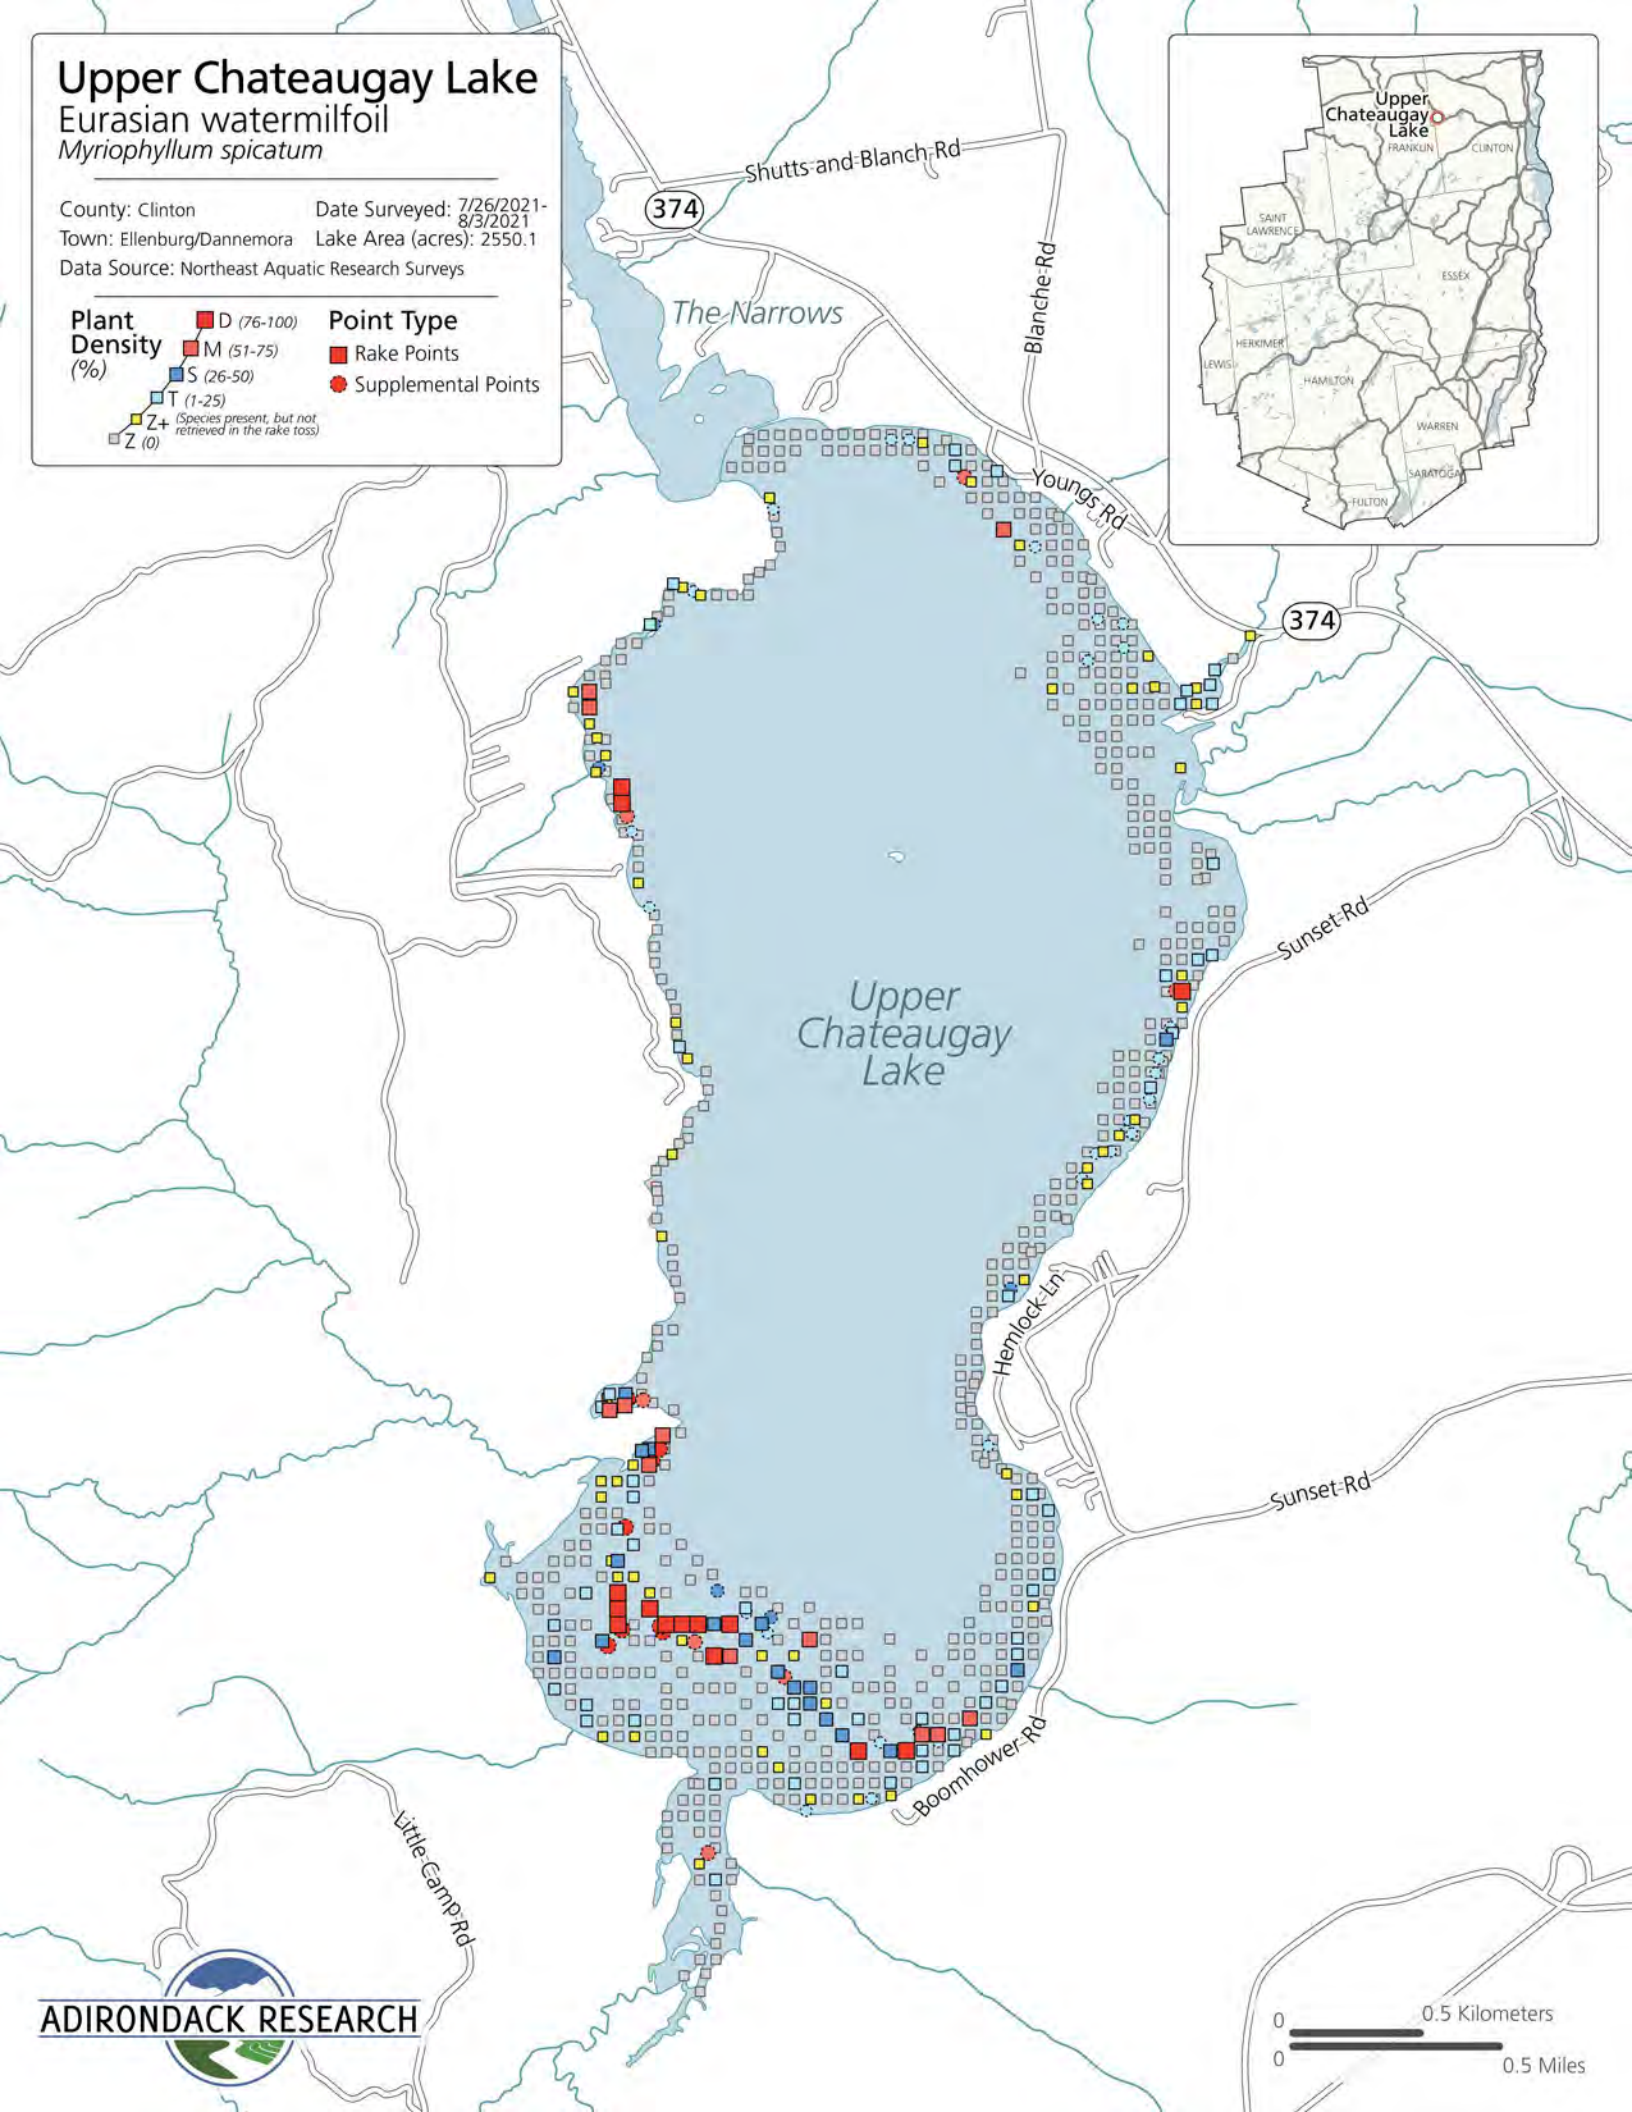 Upper Chateaugay Lake
Eurasian watermilfoil
Myriophyllum spicatum
County: Clinton
Date Surveyed: 7/26/2021-
8/3/2021
Town: Ellenburg/Dannemora
Lake Area (acres): 2550.1
Data Source: Northeast Aquatic Research Surveys
Plant
Density
(%)
D (76-100)
M (51-75)
S (26-50)
T (1-25)
Z+ (Species present, but not
retrieved in the rake toss)
Z (0)
Point Type
Rake Points
Supplemental Points
Upper
Chateaugay
Lake
FRANKLIN
CLINTON
SAINT
LAWRENCE
ESSEX
HERKIMER
LEWIS
HAMILTON
WARREN
SARATOGA
FULTON
Shutts and Blanch Rd
374
Blanche Rd
The Narrows
Youngs Rd
374
Sunset Rd
Upper
Chateaugay
Lake
Hemlock Ln
Sunset Rd
Boomhower Rd
Little Camp Rd
ADIRONDACK RESEARCH
0
0.5 Kilometers
0
0.5 Miles